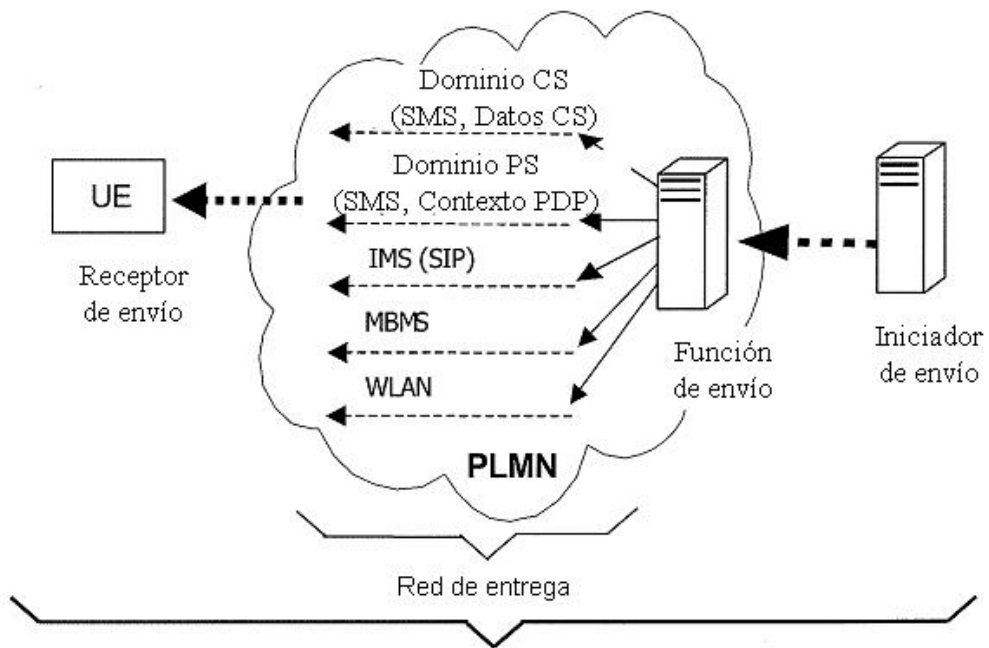 Dominio CS
(SMS, Datos CS)
Dominio PS
(SMS, Contexto PDP)
IMS (SIP)
MBMS
WLAN
PLMN
UE
Receptor
de envío
Función
de envío
Iniciador
de envío
Red de entrega